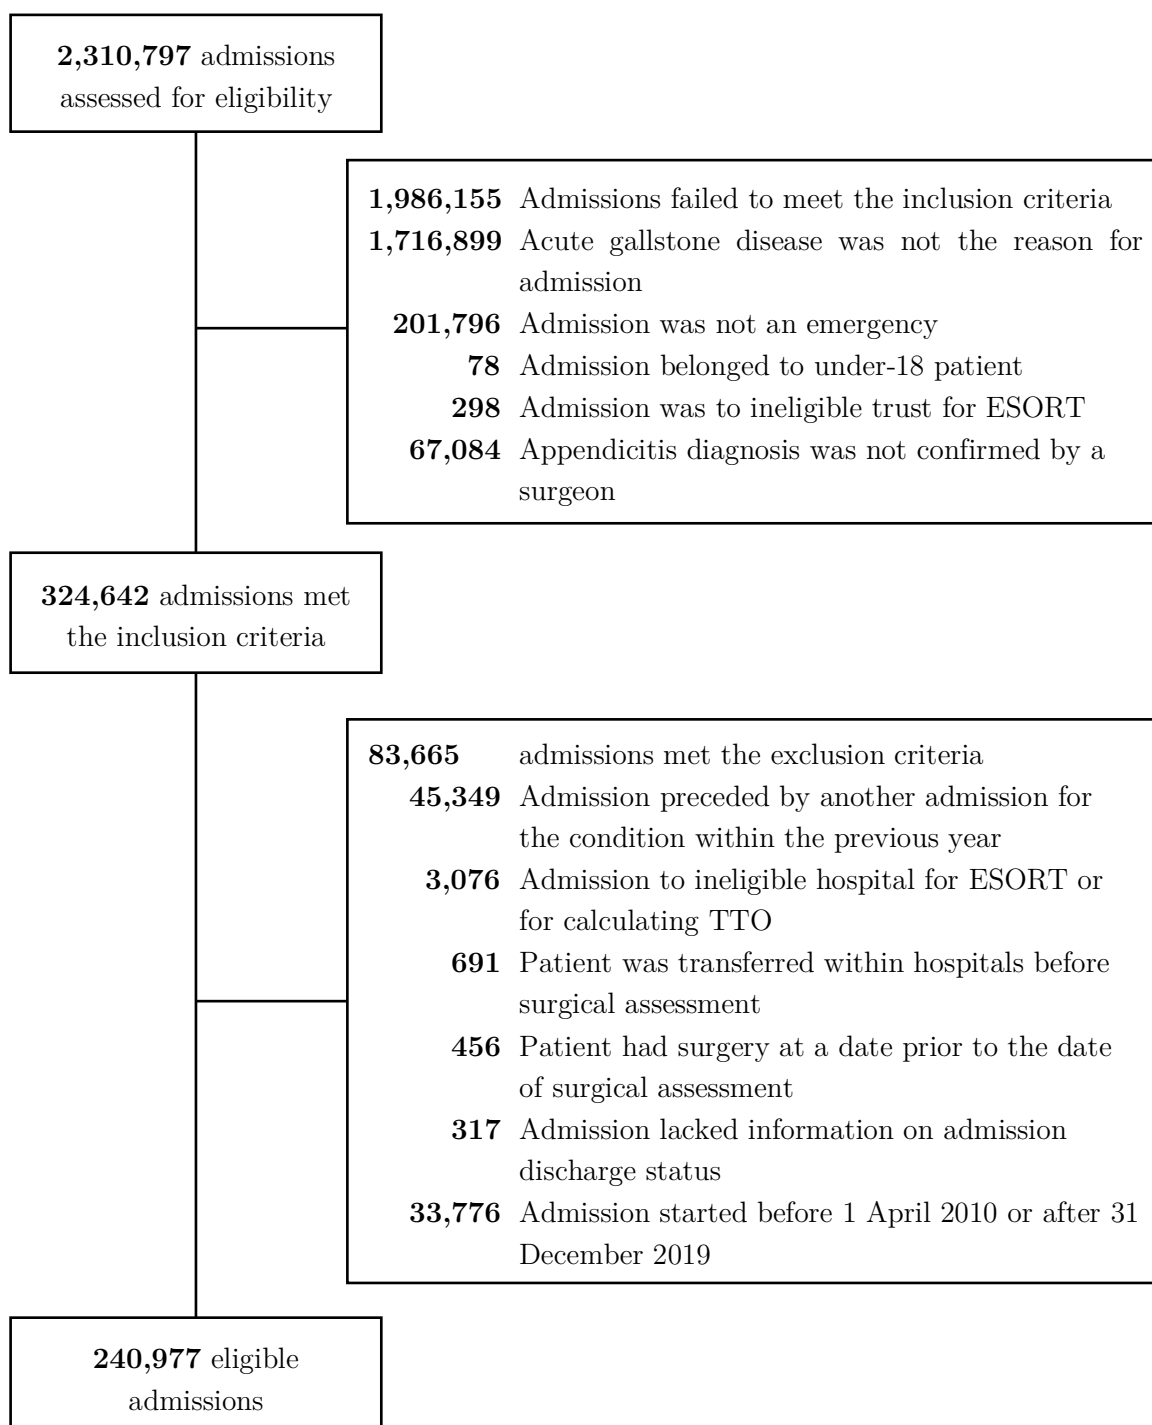 2,310,797 admissions
assessed for eligibility
1,986,155 Admissions failed to meet the inclusion criteria
1,716,899 Acute gallstone disease was not the reason for
admission
201,796 Admission was not an emergency
78 Admission belonged to under-18 patient
298 Admission was to ineligible trust for ESORT
67,084 Appendicitis diagnosis was not confirmed by a
surgeon
324,642 admissions met
the inclusion criteria
83,665 admissions met the exclusion criteria
45,349 Admission preceded by another admission for
the condition within the previous year
3,076 Admission to ineligible hospital for ESORT or
for calculating TTO
691 Patient was transferred within hospitals before
surgical assessment
456 Patient had surgery at a date prior to the date
of surgical assessment
317 Admission lacked information on admission
discharge status
33,776 Admission started before 1 April 2010 or after 31
December 2019
240,977 eligible
admissions